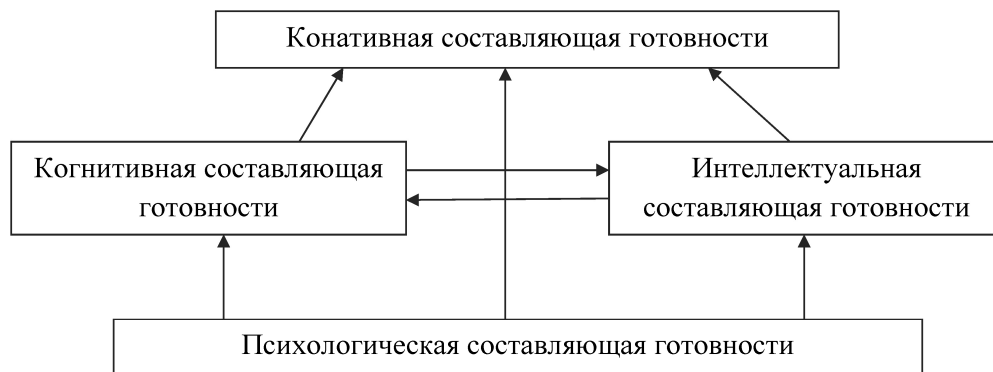 Конативная составляющая готовности
Когнитивная составляющая
готовности
Интеллектуальная
составляющая готовности
Психологическая составляющая готовности